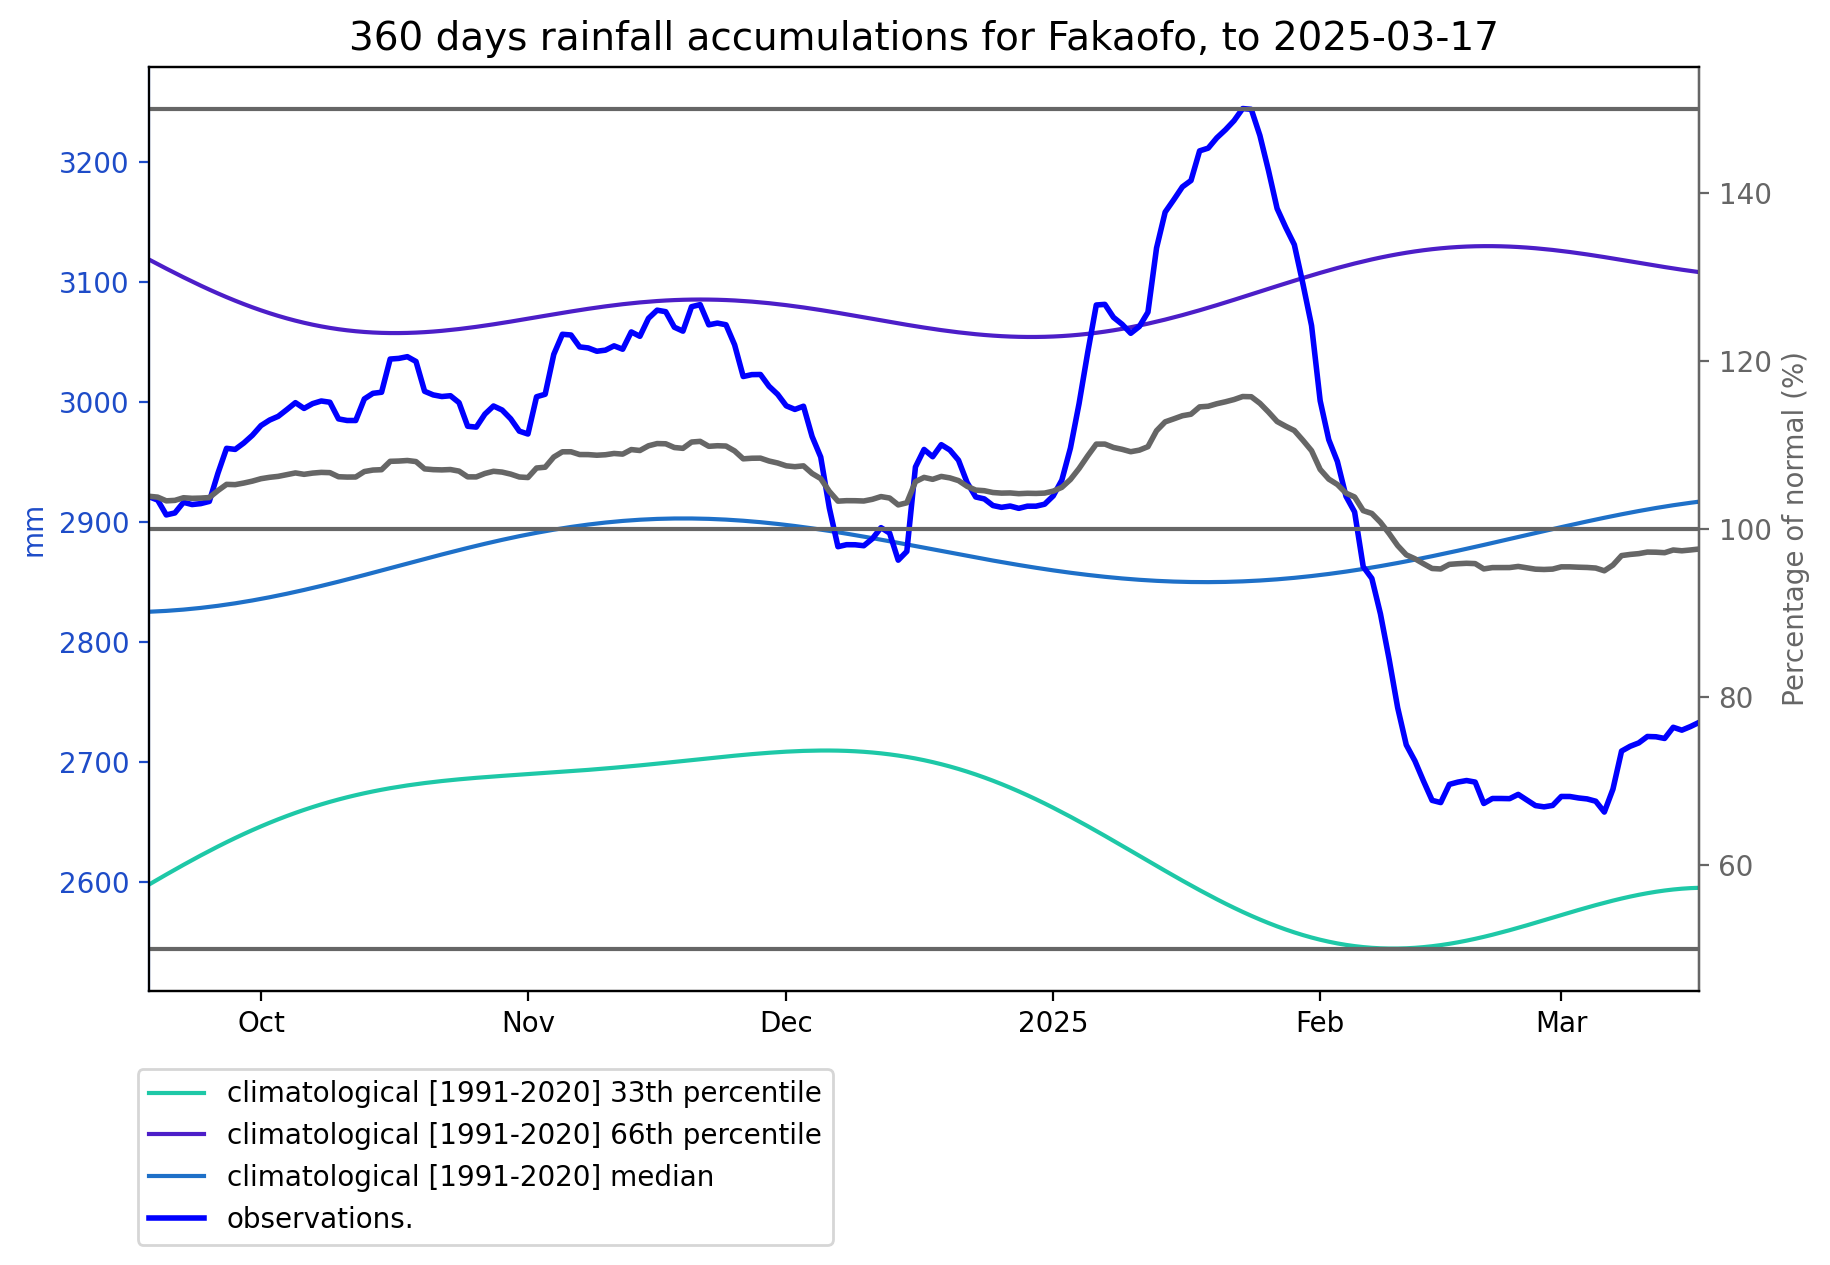 360 days rainfall accumulations for Fakaofo, to 2025-03-17
3200
3100
3000
2900
2800
2700
2600
mm
140
120
100
80
60
Percentage of normal (%)
Oct Nov Dec 2025 Feb Mar
climatological [1991-2020] 33th percentile
climatological [1991-2020] 66th percentile
climatological [1991-2020] median
observations.